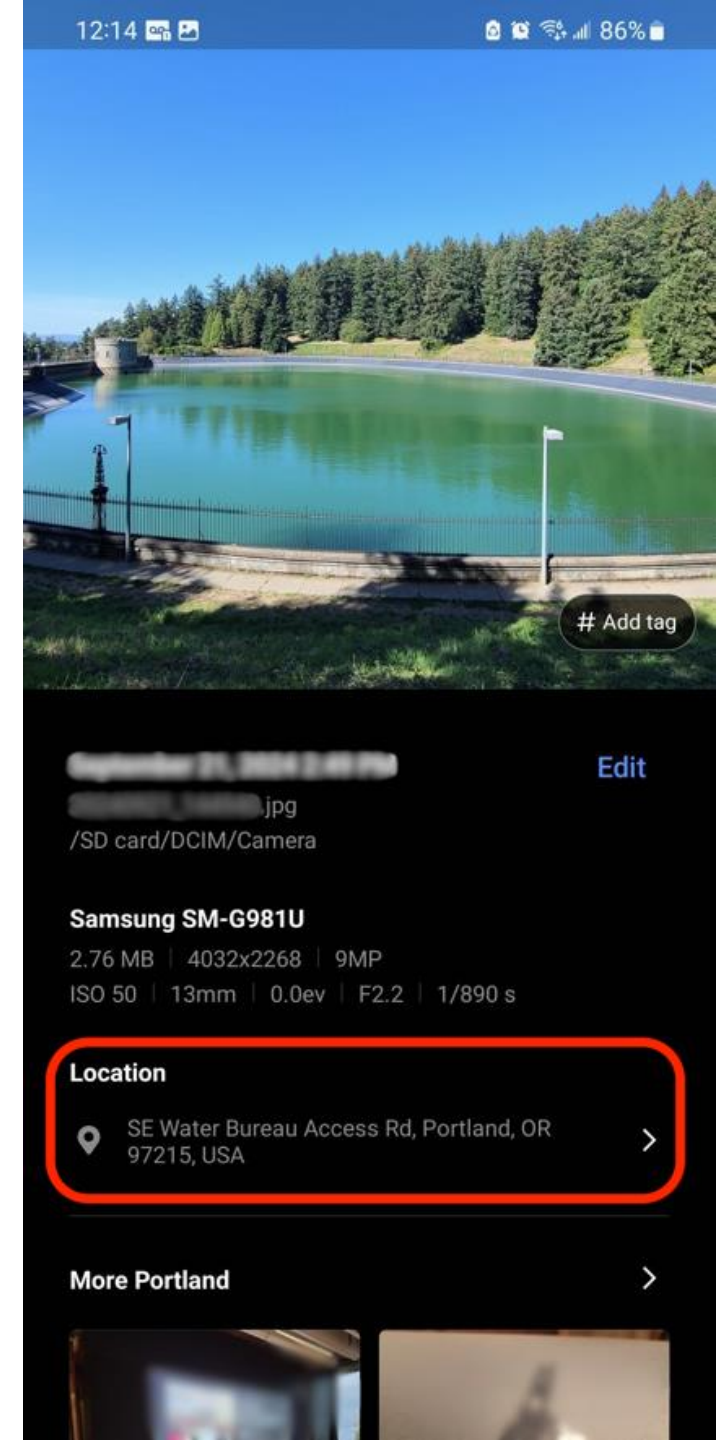 12:14 86%
# Add tag
Edit
.jpg
/SD card/DCIM/Camera
Samsung SM-G981U
2.76 MB | 4032x2268 | 9MP
ISO 50 | 13mm | 0.0ev | F2.2 | 1/890 s
Location
SE Water Bureau Access Rd, Portland, OR
97215, USA
More Portland